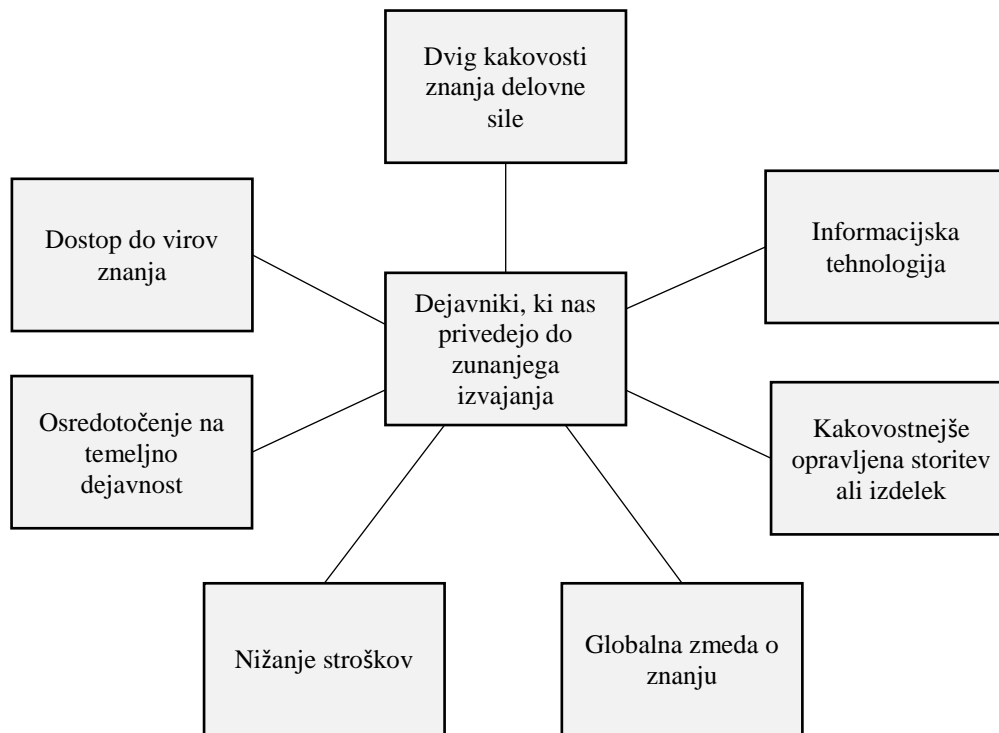 Dvig kakovosti
znanja delovne
sile
Dostop do virov
znanja
Informacijska
tehnologija
Dejavniki, ki nas
privedejo do
zunanjega
izvajanja
Osredotočenje na
temeljno
dejavnost
Kakovostnejše
opravljena storitev
ali izdelek
Nižanje stroškov
Globalna zmeda o
znanju